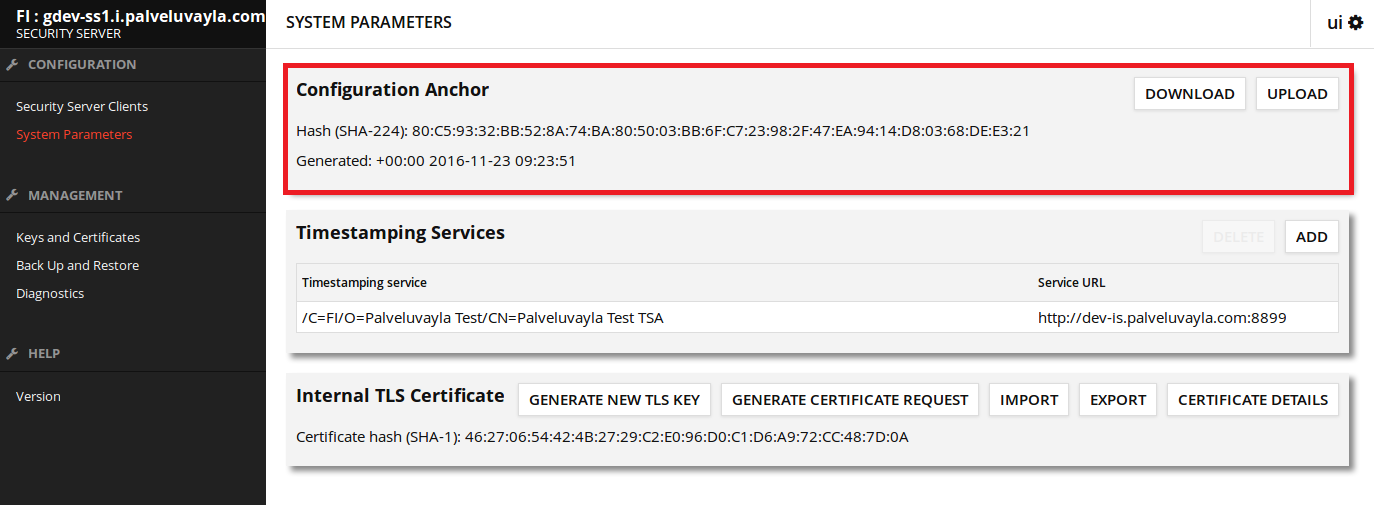 FI : gdev-ss1.i.palveluvayla.com
SECURITY SERVER
SYSTEM PARAMETERS
ui
CONFIGURATION
Security Server Clients
System Parameters
MANAGEMENT
Keys and Certificates
Back Up and Restore
Diagnostics
HELP
Version
Configuration Anchor
DOWNLOAD UPLOAD
Hash (SHA-224): 80:C5:93:32:BB:52:8A:74:BA:80:50:03:BB:6F:C7:23:98:2F:47:EA:94:14:D8:03:68:DE:E3:21
Generated: +00:00 2016-11-23 09:23:51
Timestamping Services
DELETE ADD
Timestamping service Service URL
/C=FI/O=Palveluvayla Test/CN=Palveluvayla Test TSA http://dev-is.palveluvayla.com:8899
Internal TLS Certificate GENERATE NEW TLS KEY GENERATE CERTIFICATE REQUEST IMPORT EXPORT CERTIFICATE DETAILS
Certificate hash (SHA-1): 46:27:06:54:42:4B:27:29:C2:E0:96:D0:C1:D6:A9:72:CC:48:7D:0A